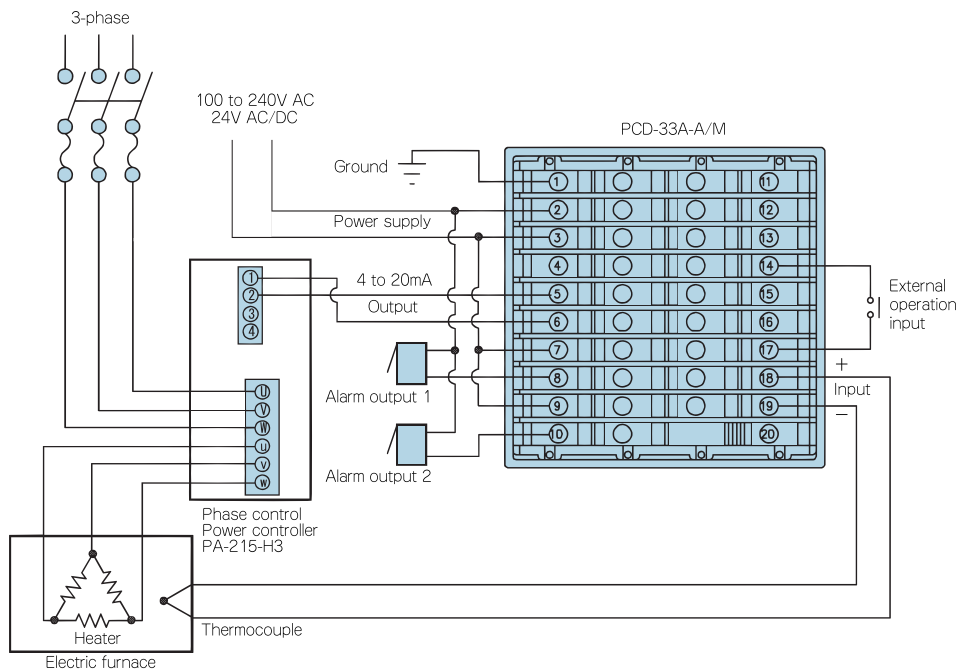 3-phase
100 to 240V AC
24V AC/DC
PCD-33A-A/M
Ground
Power supply
4 to 20mA
Output
Alarm output 1
Alarm output 2
1
2
3
4
5
6
7
8
9
10
11
12
13
14
15
16
17
18
19
20
External
operation
input
+
Input
−
1
2
3
4
U
V
W
u
v
w
Phase control
Power controller
PA-215-H3
Thermocouple
Heater
Electric furnace